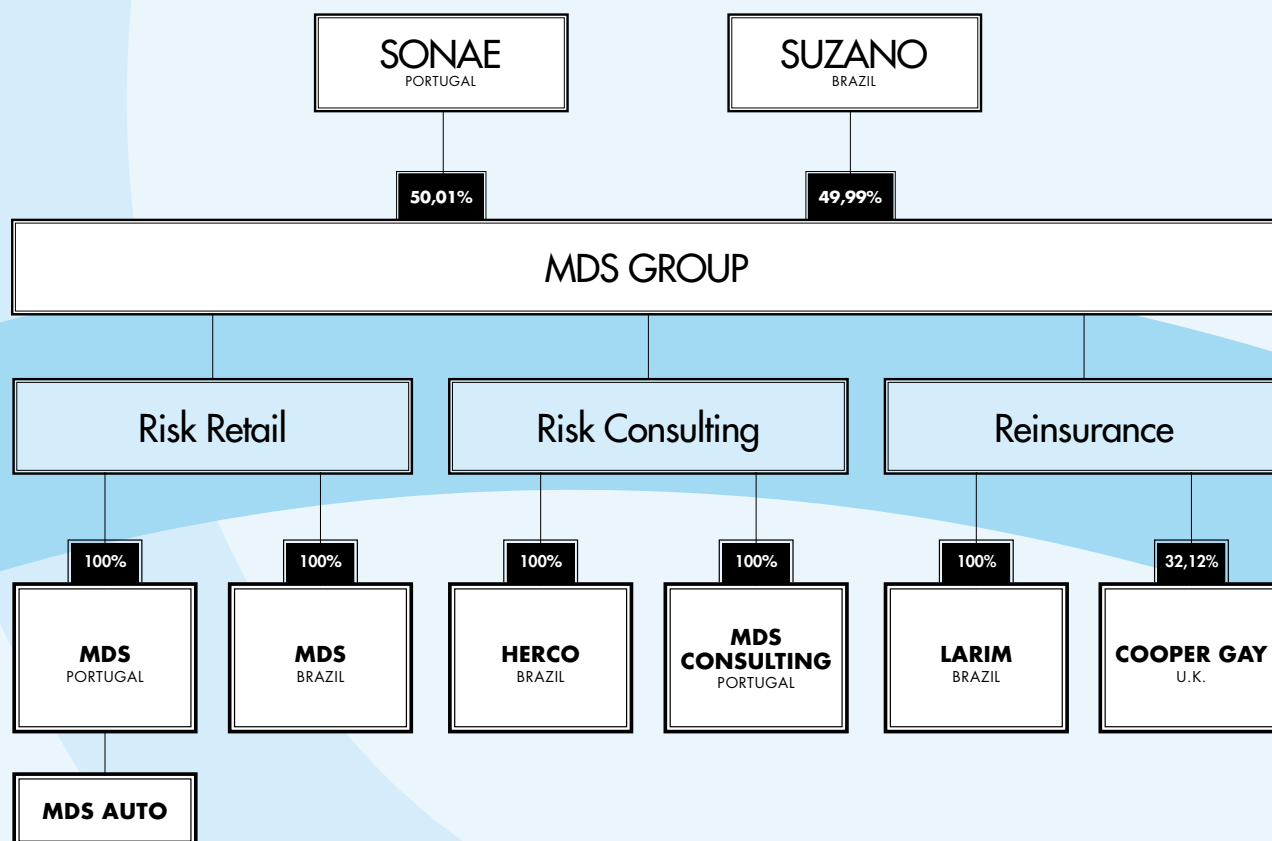 SONAE
PORTUGAL
SUZANO
BRAZIL
50,01%
49,99%
MDS GROUP
Risk Retail
Risk Consulting
Reinsurance
100%
100%
100%
100%
100%
32,12%
MDS
PORTUGAL
MDS
BRAZIL
HERCO
BRAZIL
MDS
CONSULTING
PORTUGAL
LARIM
BRAZIL
COOPER GAY
U.K.
MDS AUTO